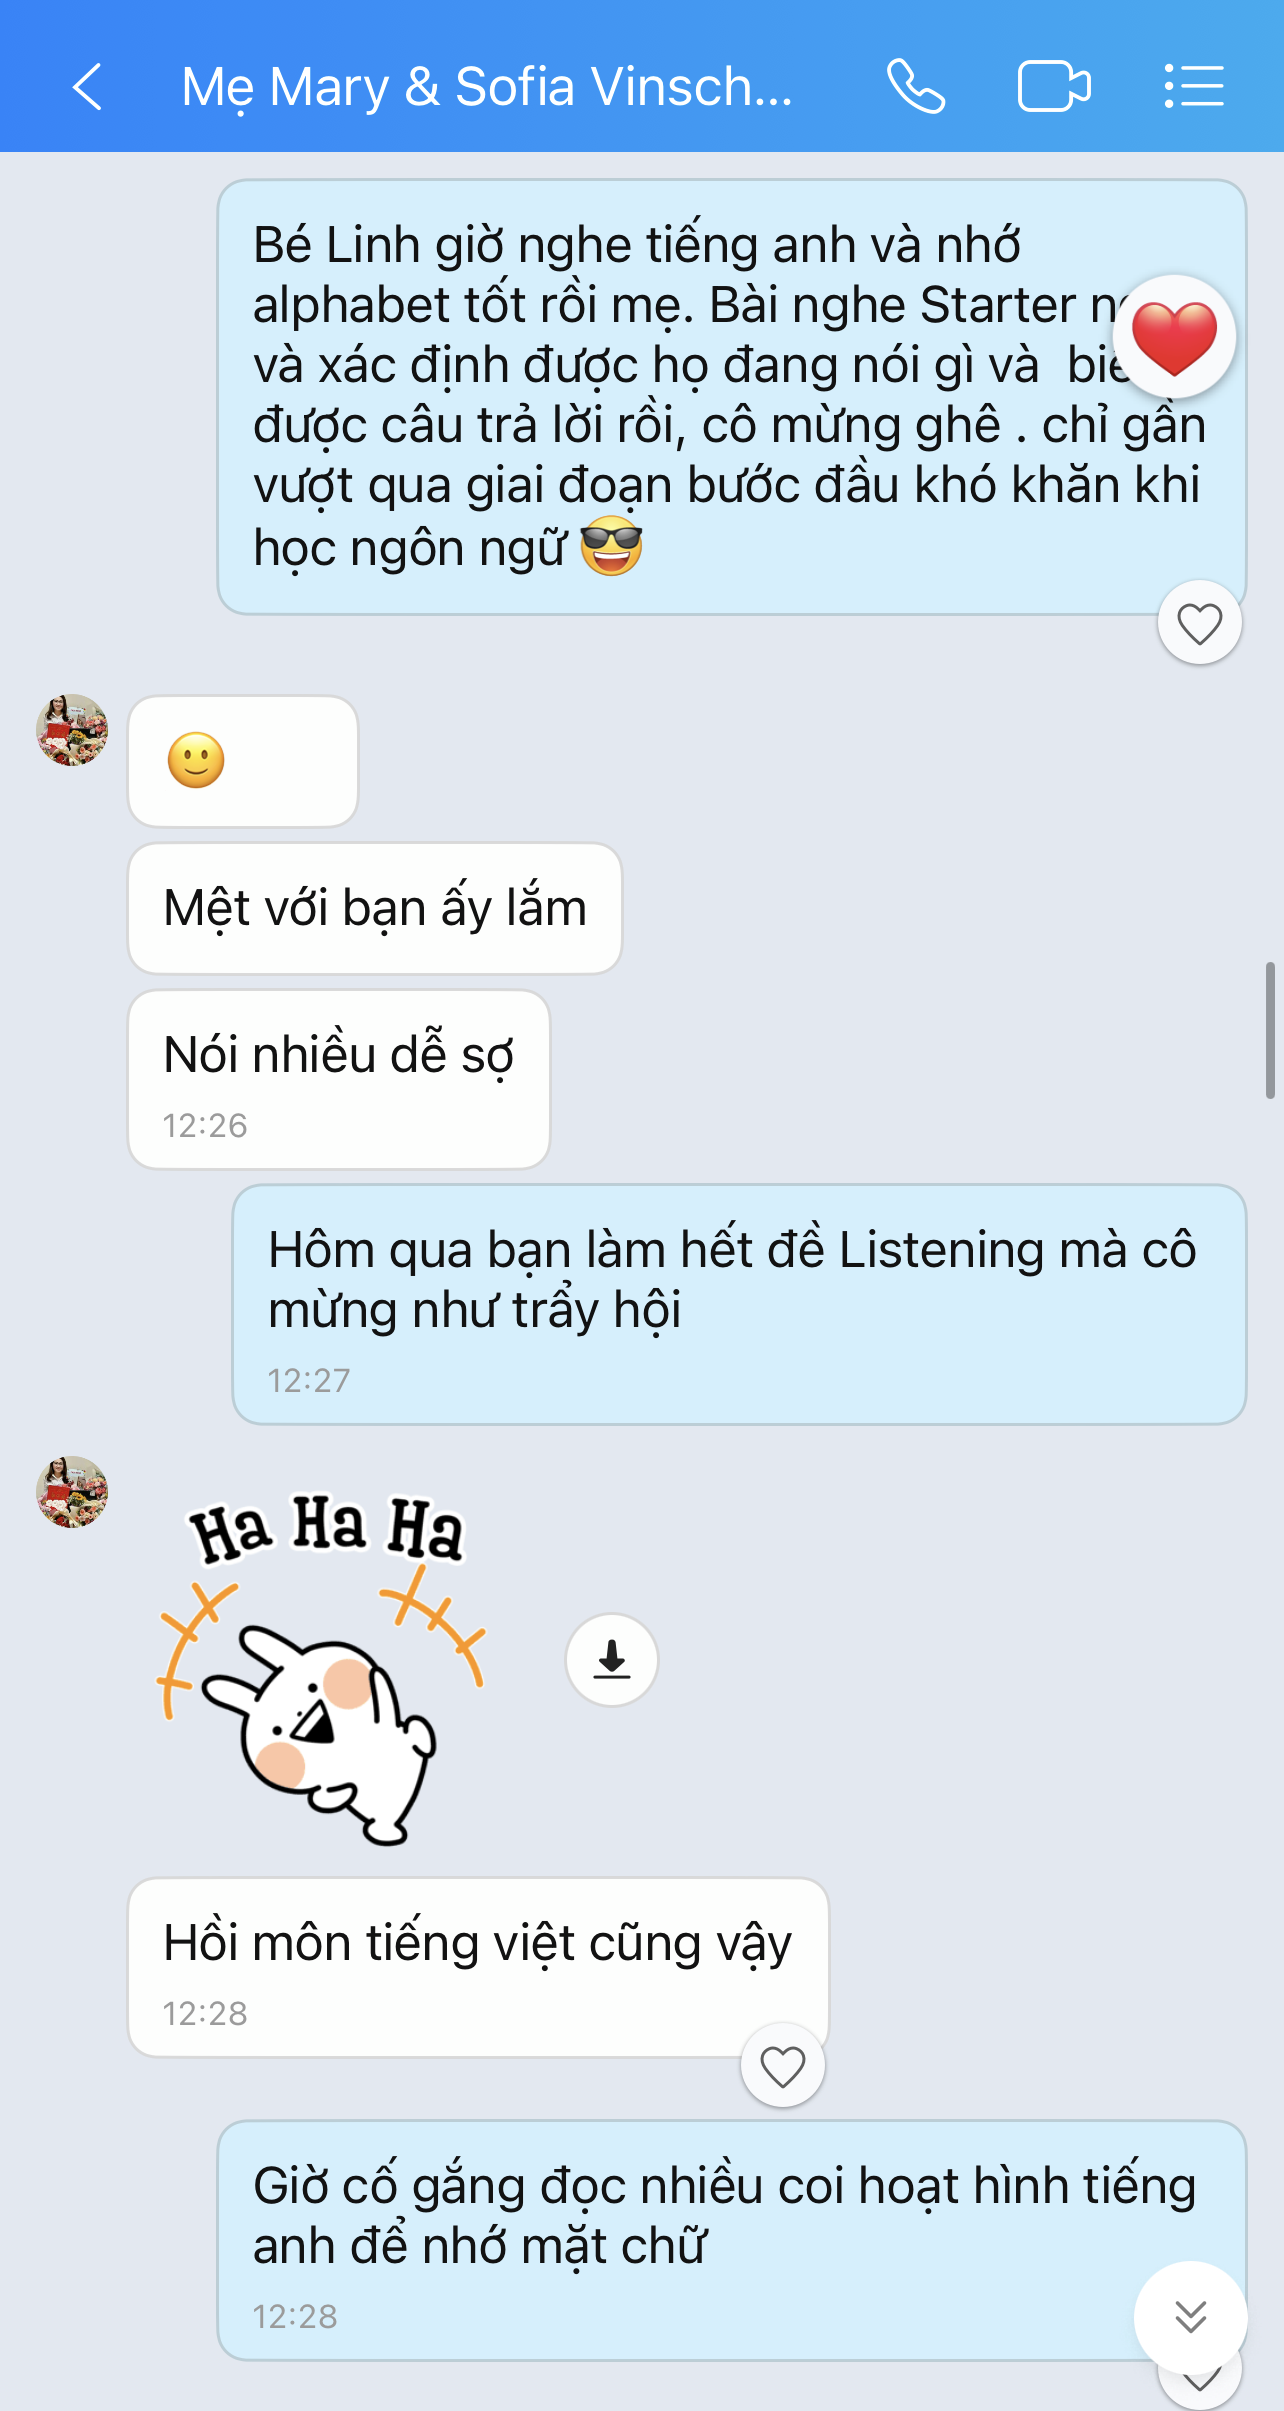 Mẹ Mary & Sofia Vinsch...
Bé Linh giờ nghe tiếng anh và nhớ
alphabet tốt rồi mẹ. Bài nghe Starter
và xác định được họ đang nói gì và
được câu trả lời rồi, cô mừng ghê . chỉ gần
vượt qua giai đoạn bước đầu khó khăn khi
học ngôn ngữ 😎
🙂
Mệt với bạn ấy lắm
Nói nhiều dễ sợ
12:26
Hôm qua bạn làm hết đề Listening mà cô
mừng như trẩy hội
12:27
Ha Ha Ha
Hồi môn tiếng việt cũng vậy
12:28
Giờ cố gắng đọc nhiều coi hoạt hình tiếng
anh để nhớ mặt chữ
12:28